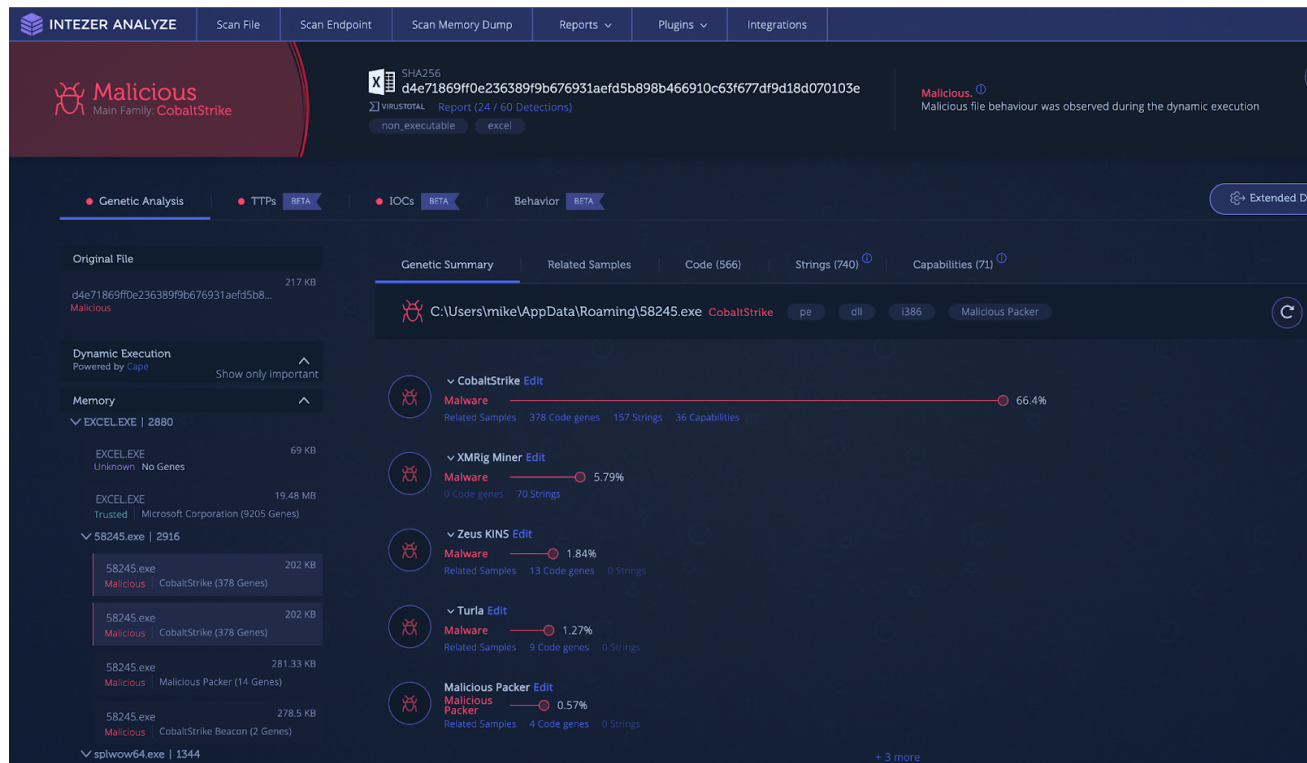 INTEZER ANALYZE
Scan File
Scan Endpoint
Scan Memory Dump
Reports
Plugins
Integrations
Malicious
Main Family: CobaltStrike
SHA256
d4e71869ff0e236389f9b676931aefd5b898b466910c63f677df9d18d070103e
VIRUSTOTAL Report (24 / 60 Detections)
non_executable excel
Malicious.
Malicious file behaviour was observed during the dynamic execution
Genetic Analysis
TTPs BETA
IOCs BETA
Behavior BETA
Extended D
Original File
217 KB
d4e71869ff0e236389f9b676931aefd5b8...
Malicious
Dynamic Execution
Powered by Cape
Show only important
Memory
EXCEL.EXE | 2880
EXCEL.EXE 69 KB
Unknown No Genes
EXCEL.EXE 19.48 MB
Trusted Microsoft Corporation (9205 Genes)
58245.exe | 2916
58245.exe 202 KB
Malicious CobaltStrike (378 Genes)
58245.exe 202 KB
Malicious CobaltStrike (378 Genes)
58245.exe 281.33 KB
Malicious Malicious Packer (14 Genes)
58245.exe 278.5 KB
Malicious CobaltStrike Beacon (2 Genes)
splwow64.exe | 1344
Genetic Summary
Related Samples
Code (566)
Strings (740)
Capabilities (71)
C:\Users\mike\AppData\Roaming\58245.exe CobaltStrike pe dll i386 Malicious Packer
CobaltStrike Edit
Malware 66.4%
Related Samples 378 Code genes 157 Strings 36 Capabilities
XMRig Miner Edit
Malware 5.79%
0 Code genes 70 Strings
Zeus KINS Edit
Malware 1.84%
Related Samples 13 Code genes 0 Strings
Turla Edit
Malware 1.27%
Related Samples 9 Code genes 0 Strings
Malicious Packer Edit
Malicious
Packer 0.57%
Related Samples 4 Code genes 0 Strings
+ 3 more